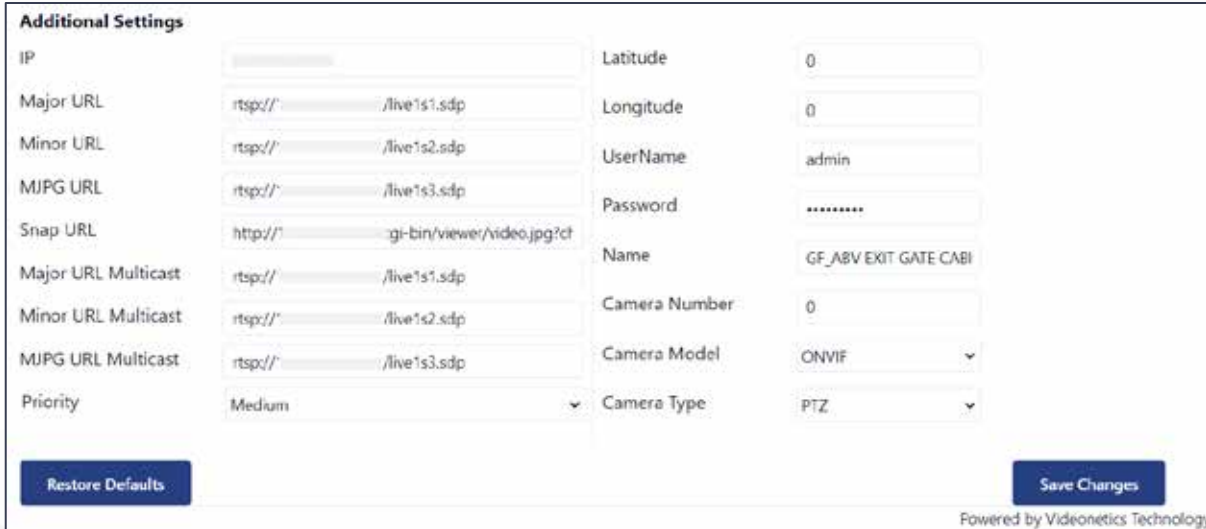 Additional Settings
IP
Major URL rtsp:// /live1s1.sdp
Minor URL rtsp:// /live1s2.sdp
MJPG URL rtsp:// /live1s3.sdp
Snap URL http:// gi-bin/viewer/video.jpg?ch
Major URL Multicast rtsp:// /live1s1.sdp
Minor URL Multicast rtsp:// /live1s2.sdp
MJPG URL Multicast rtsp:// /live1s3.sdp
Priority Medium
Latitude 0
Longitude 0
UserName admin
Password •••••••••
Name GF_ABV EXIT GATE CABI
Camera Number 0
Camera Model ONVIF
Camera Type PTZ
Restore Defaults
Save Changes
Powered by Videonetics Technology